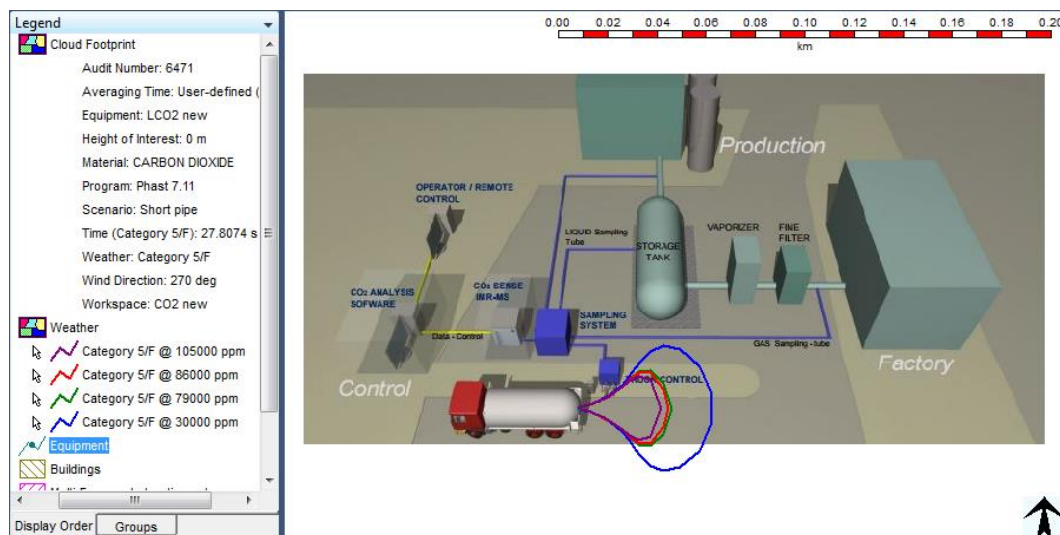 Legend
Cloud Footprint
Audit Number: 6471
Averaging Time: User-defined (
Equipment: LCO2 new
Height of Interest: 0 m
Material: CARBON DIOXIDE
Program: Phast 7.11
Scenario: Short pipe
Time (Category 5/F): 27.8074 s
Weather: Category 5/F
Wind Direction: 270 deg
Workspace: CO2 new
Weather
Category 5/F @ 105000 ppm
Category 5/F @ 86000 ppm
Category 5/F @ 79000 ppm
Category 5/F @ 30000 ppm
Equipment
Buildings
Display Order
Groups
0.00 0.02 0.04 0.06 0.08 0.10 0.12 0.14 0.16 0.18 0.20
km
Production
OPERATOR / REMOTE
CONTROL
LIQUID Sampling
Tube
STORAGE
TANK
VAPORIZER
FINE
FILTER
CO₂ ANALYSIS
SOFWARE
CO₂ SENSE
IMR-MS
SAMPLING
SYSTEM
Data - Control
GAS Sampling - tube
Control
CONTROL
Factory